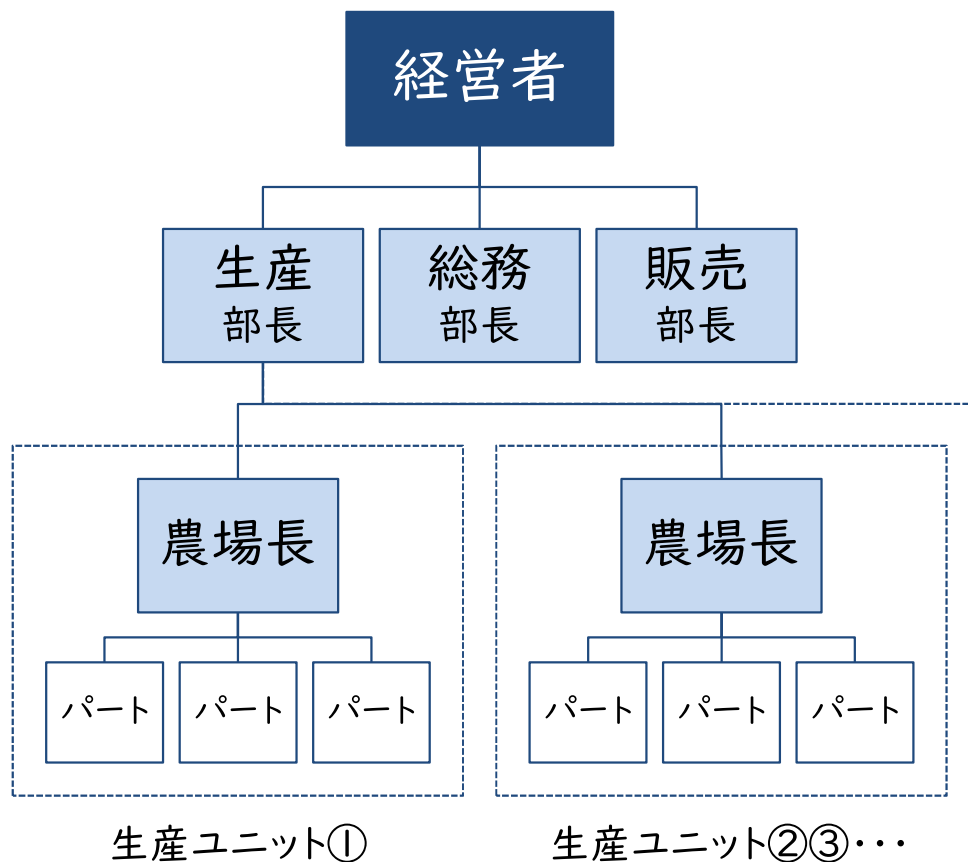 経営者
生産
部長
総務
部長
販売
部長
農場長
農場長
パート
パート
パート
パート
パート
パート
生産ユニット①
生産ユニット②③・・・